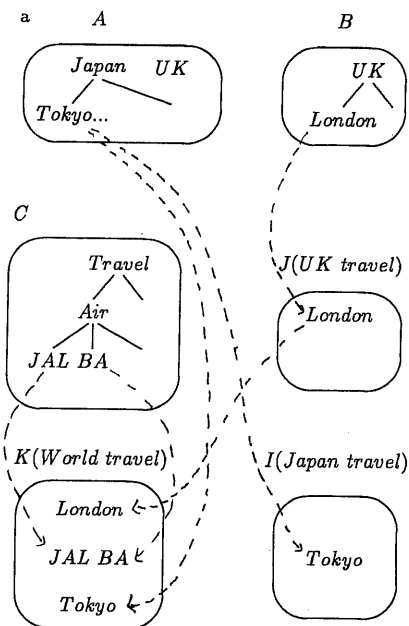 a
A
B
Japan UK
Tokyo...
UK
London
C
Travel
Air
JAL BA
J(UK travel)
London
K(World travel)
London
JAL BA
Tokyo
I(Japan travel)
Tokyo